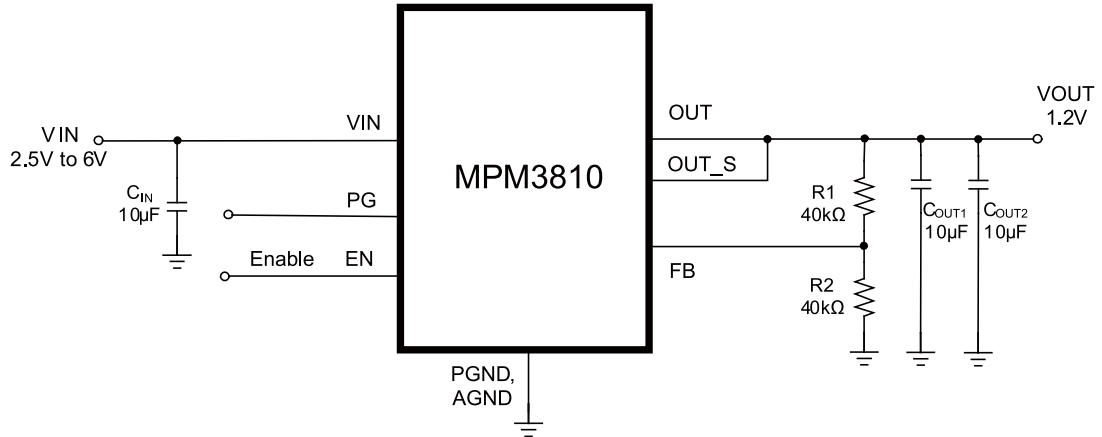 VIN
2.5V to 6V
CIN
10µF
VIN
PG
Enable
EN
MPM3810
PGND,
AGND
OUT
OUT_S
FB
R1
40kΩ
R2
40kΩ
COUT1
10µF
COUT2
10µF
VOUT
1.2V